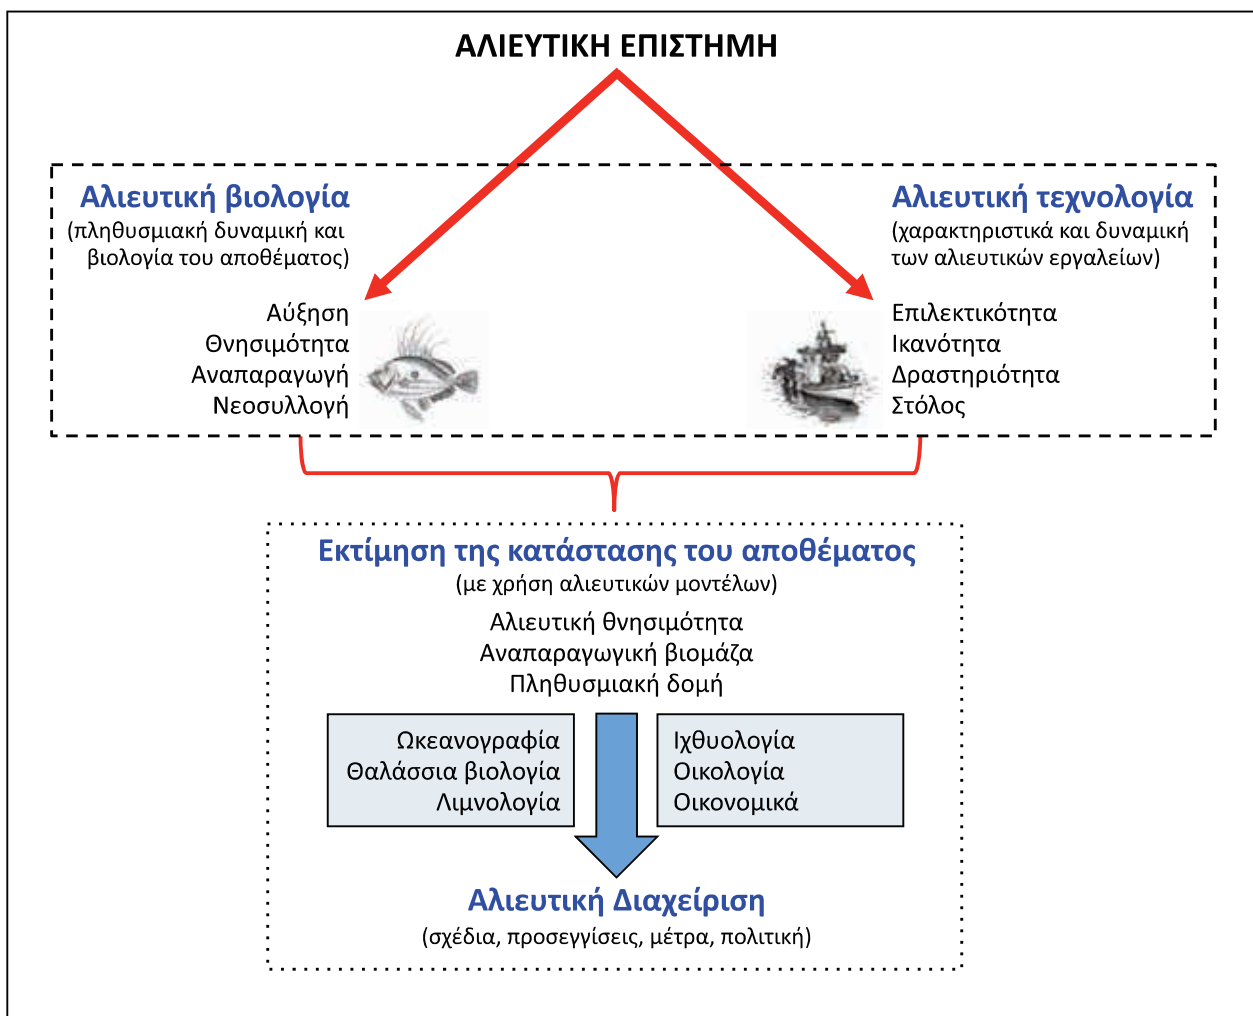 ΑΛΙΕΥΤΙΚΗ ΕΠΙΣΤΗΜΗ
Αλιευτική βιολογία
(πληθυσμιακή δυναμική και
βιολογία του αποθέματος)
Αύξηση
Θνησιμότητα
Αναπαραγωγή
Νεοσυλλογή
Αλιευτική τεχνολογία
(χαρακτηριστικά και δυναμική
των αλιευτικών εργαλείων)
Επιλεκτικότητα
Ικανότητα
Δραστηριότητα
Στόλος
Εκτίμηση της κατάστασης του αποθέματος
(με χρήση αλιευτικών μοντέλων)
Αλιευτική θνησιμότητα
Αναπαραγωγική βιομάζα
Πληθυσμιακή δομή
Ωκεανογραφία
Θαλάσσια βιολογία
Λιμνολογία
Ιχθυολογία
Οικολογία
Οικονομικά
Αλιευτική Διαχείριση
(σχέδια, προσεγγίσεις, μέτρα, πολιτική)